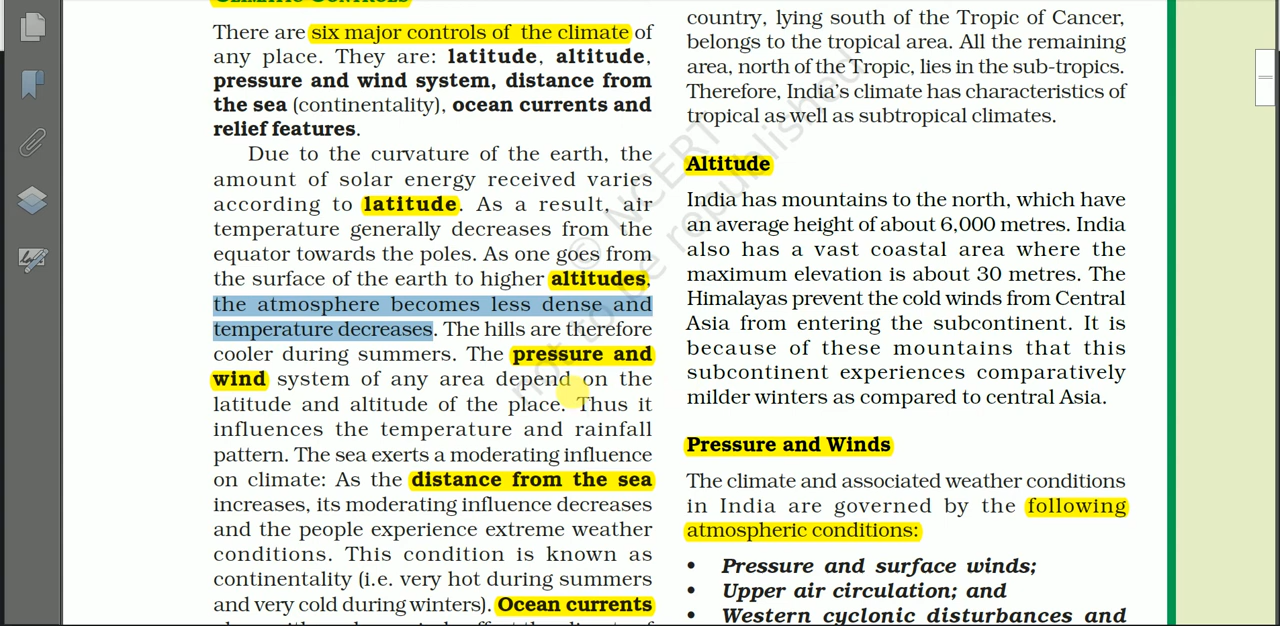 There are six major controls of the climate of
any place. They are: latitude, altitude,
pressure and wind system, distance from
the sea (continentality), ocean currents and
relief features.
Due to the curvature of the earth, the
amount of solar energy received varies
according to latitude. As a result, air
temperature generally decreases from the
equator towards the poles. As one goes from
the surface of the earth to higher altitudes,
the atmosphere becomes less dense and
temperature decreases. The hills are therefore
cooler during summers. The pressure and
wind system of any area depend on the
latitude and altitude of the place. Thus it
influences the temperature and rainfall
pattern. The sea exerts a moderating influence
on climate: As the distance from the sea
increases, its moderating influence decreases
and the people experience extreme weather
conditions. This condition is known as
continentality (i.e. very hot during summers
and very cold during winters). Ocean currents
country, lying south of the Tropic of Cancer,
belongs to the tropical area. All the remaining
area, north of the Tropic, lies in the sub-tropics.
Therefore, India's climate has characteristics of
tropical as well as subtropical climates.
Altitude
India has mountains to the north, which have
an average height of about 6,000 metres. India
also has a vast coastal area where the
maximum elevation is about 30 metres. The
Himalayas prevent the cold winds from Central
Asia from entering the subcontinent. It is
because of these mountains that this
subcontinent experiences comparatively
milder winters as compared to central Asia.
Pressure and Winds
The climate and associated weather conditions
in India are governed by the following
atmospheric conditions:
• Pressure and surface winds;
• Upper air circulation; and
• Western cyclonic disturbances and
© NCERT
not to be republished